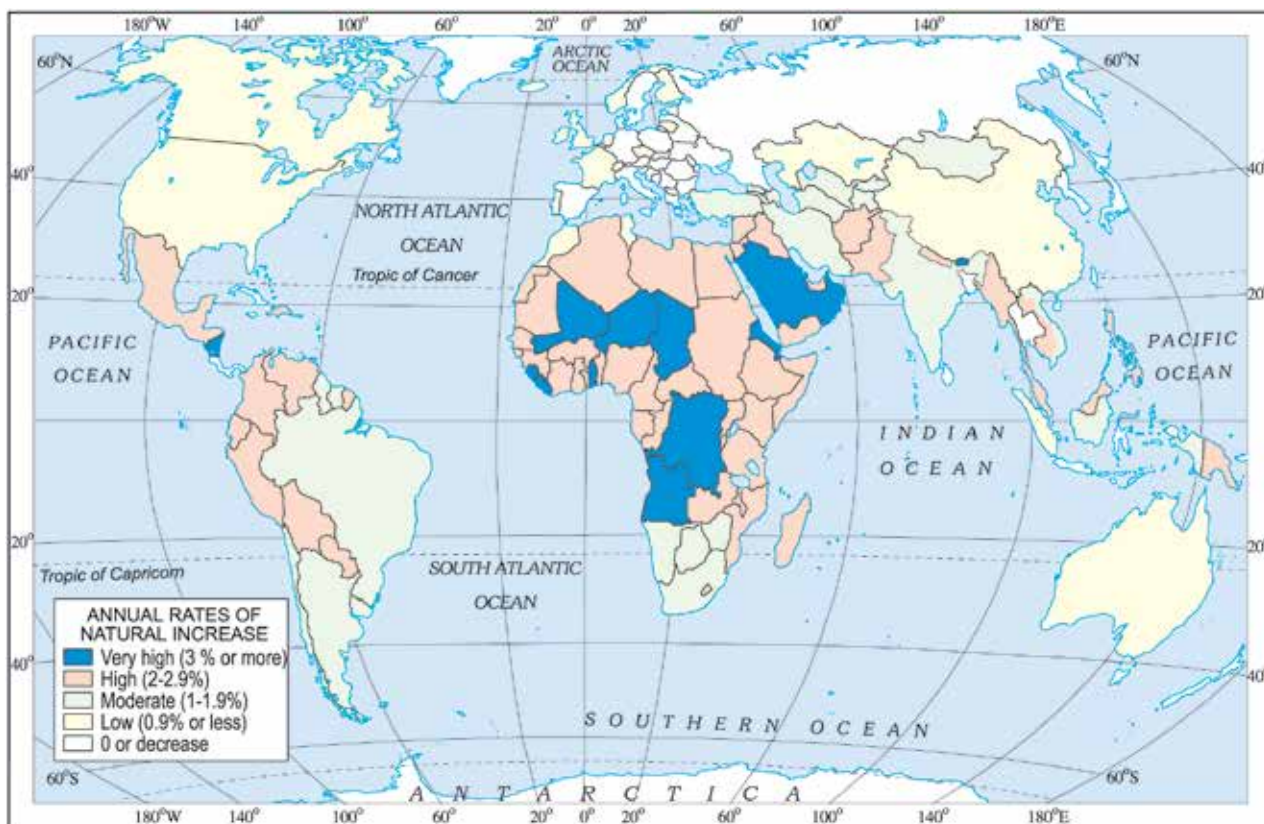 180°W 140° 100° 60° 20° 0° 20° 60° 100° 140° 180°E
ARCTIC
OCEAN
60°N
60°N
40°
40°
NORTH ATLANTIC
OCEAN
Tropic of Cancer
20°
20°
PACIFIC
OCEAN
PACIFIC
OCEAN
INDIAN
OCEAN
20°
20°
Tropic of Capricorn
SOUTH ATLANTIC
OCEAN
ANNUAL RATES OF
NATURAL INCREASE
Very high (3 % or more)
High (2-2.9%)
Moderate (1-1.9%)
Low (0.9% or less)
0 or decrease
40°
40°
SOUTHERN OCEAN
60°S
60°S
ANTARCTICA
180°W 140° 100° 60° 20° 0° 20° 60° 100° 140° 180°E